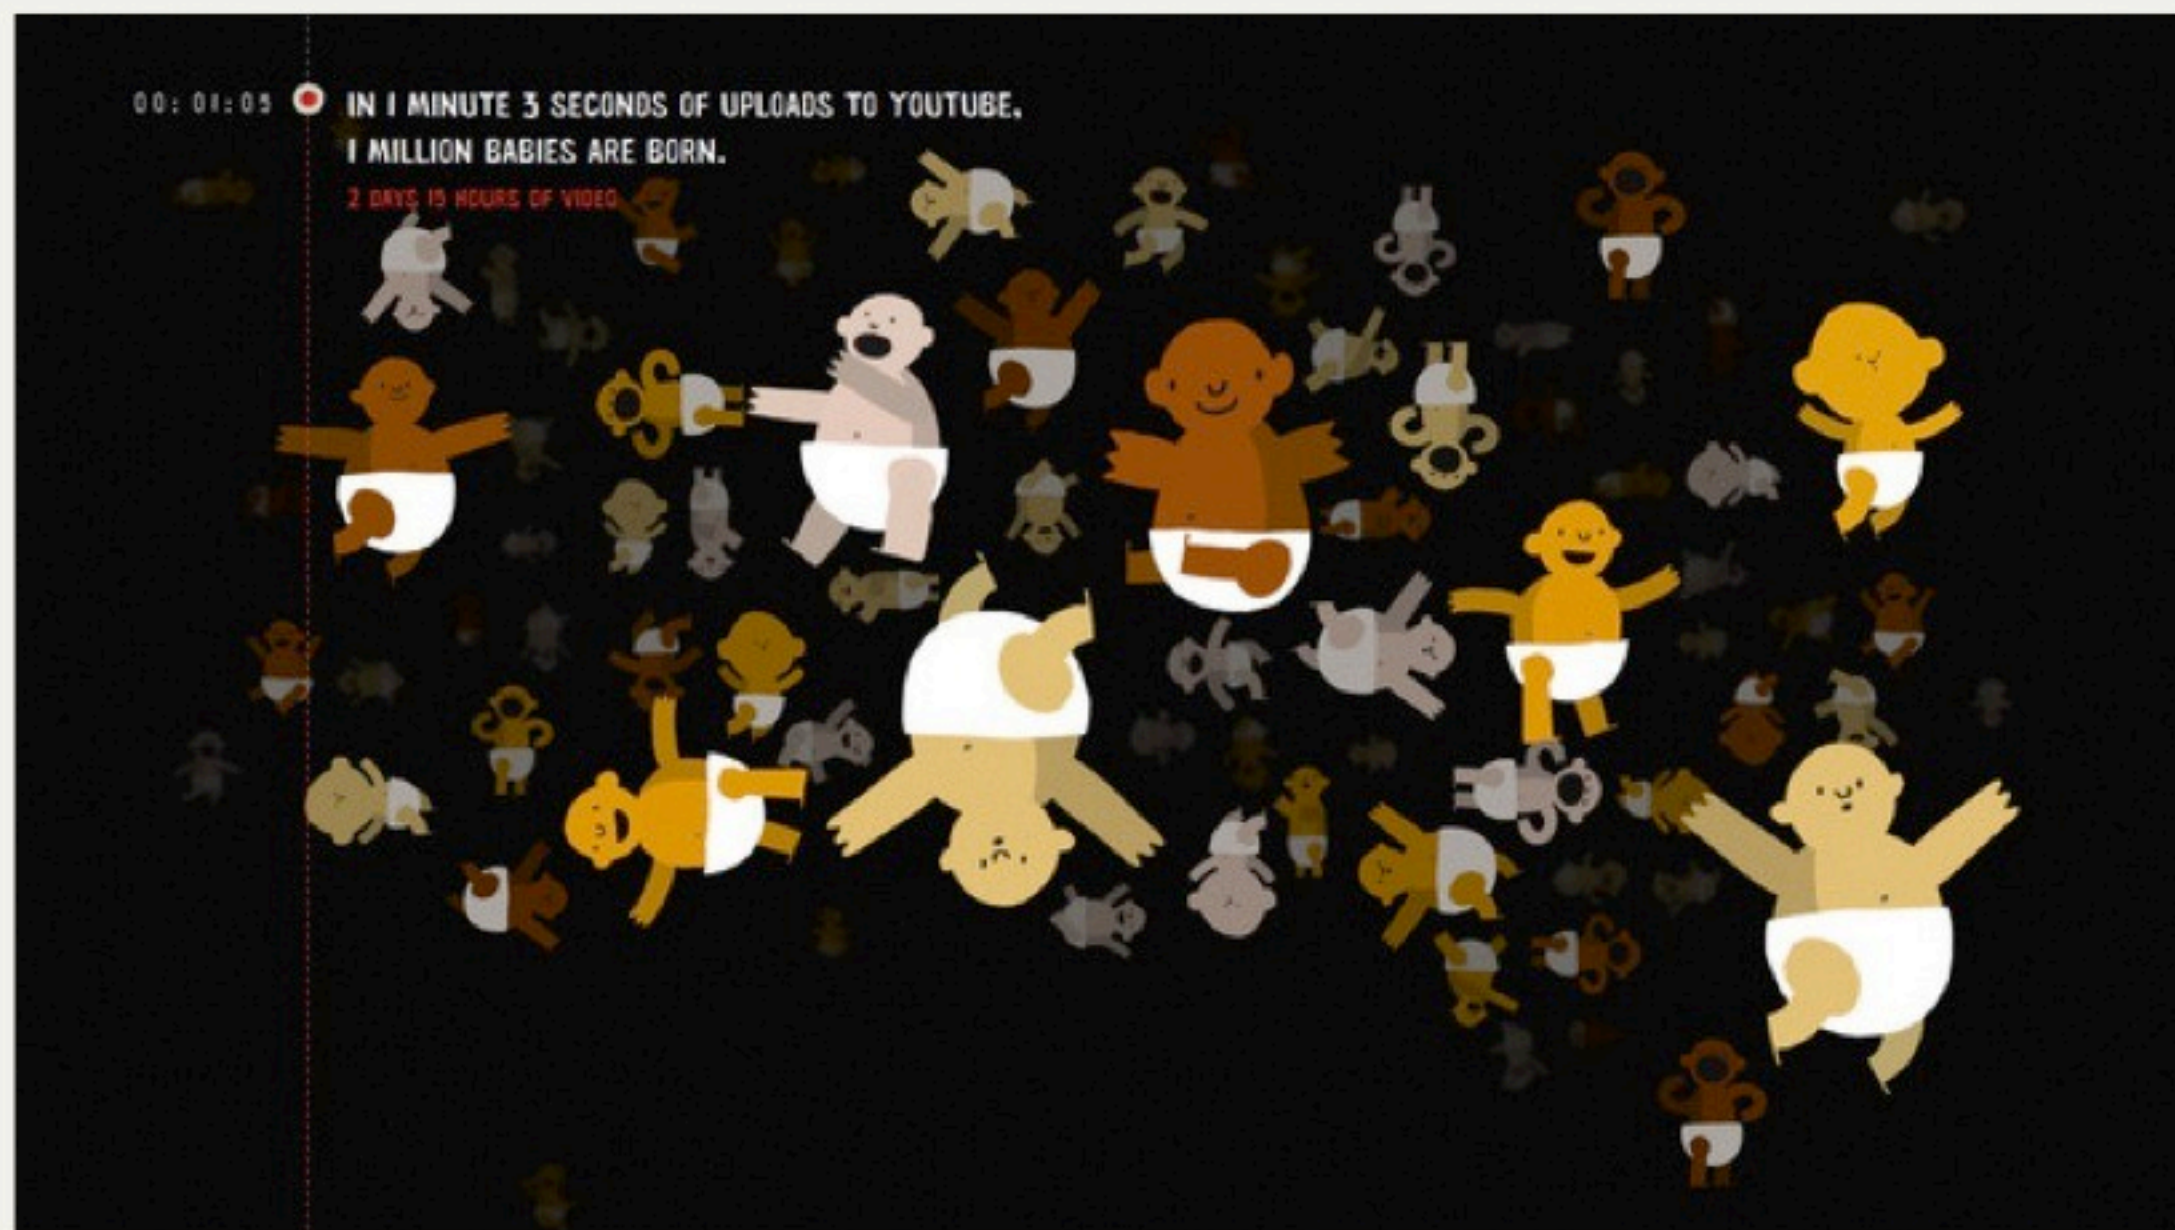 00:01:03
IN 1 MINUTE 3 SECONDS OF UPLOADS TO YOUTUBE,
1 MILLION BABIES ARE BORN.
2 DAYS 15 HOURS OF VIDEO